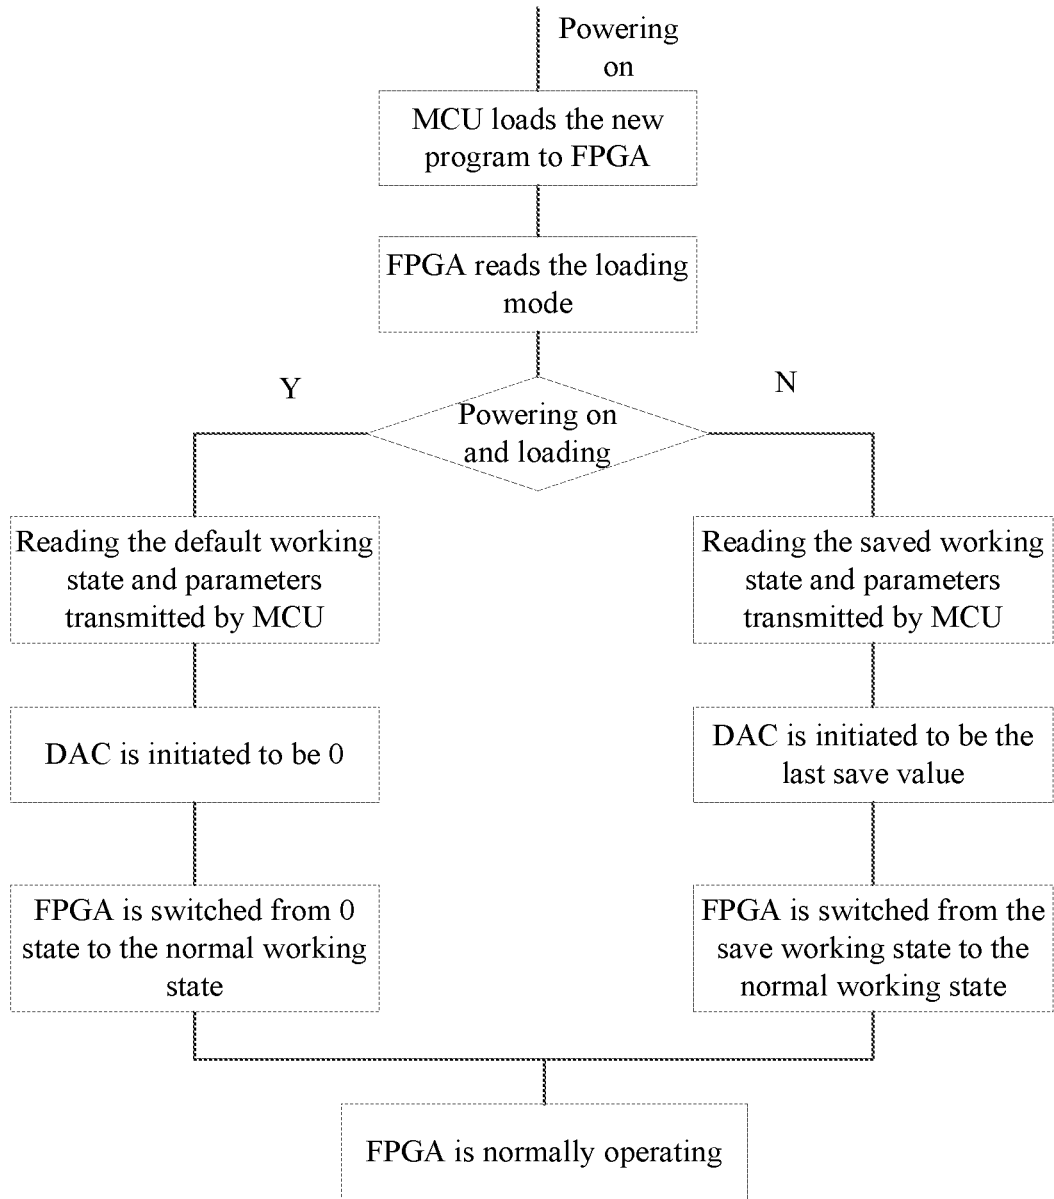 Powering
on
MCU loads the new
program to FPGA
FPGA reads the loading
mode
Y
N
Powering on
and loading
Reading the default working
state and parameters
transmitted by MCU
Reading the saved working
state and parameters
transmitted by MCU
DAC is initiated to be 0
DAC is initiated to be the
last save value
FPGA is switched from 0
state to the normal working
state
FPGA is switched from the
save working state to the
normal working state
FPGA is normally operating